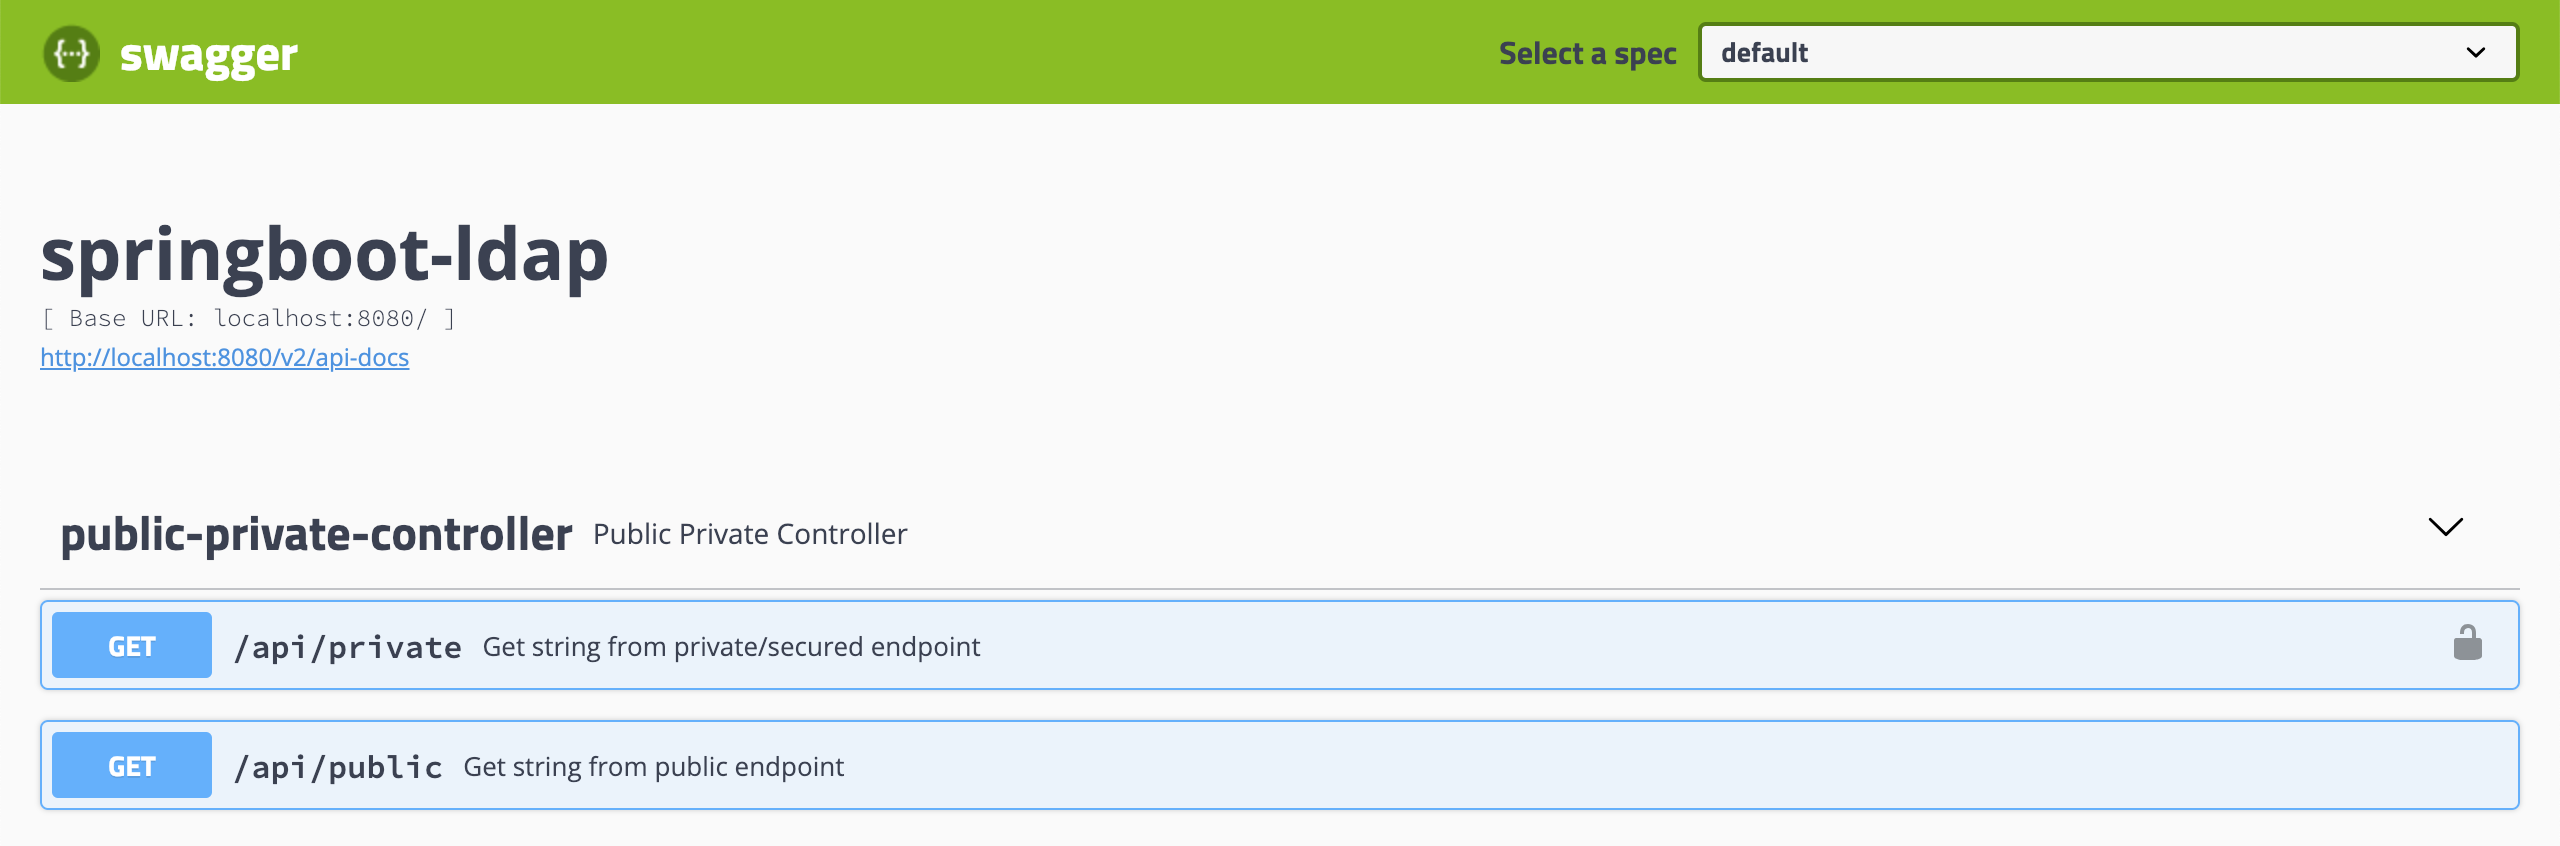 {···} swagger Select a spec default
springboot-ldap
[ Base URL: localhost:8080/ ]
http://localhost:8080/v2/api-docs
public-private-controller Public Private Controller
GET /api/private Get string from private/secured endpoint
GET /api/public Get string from public endpoint